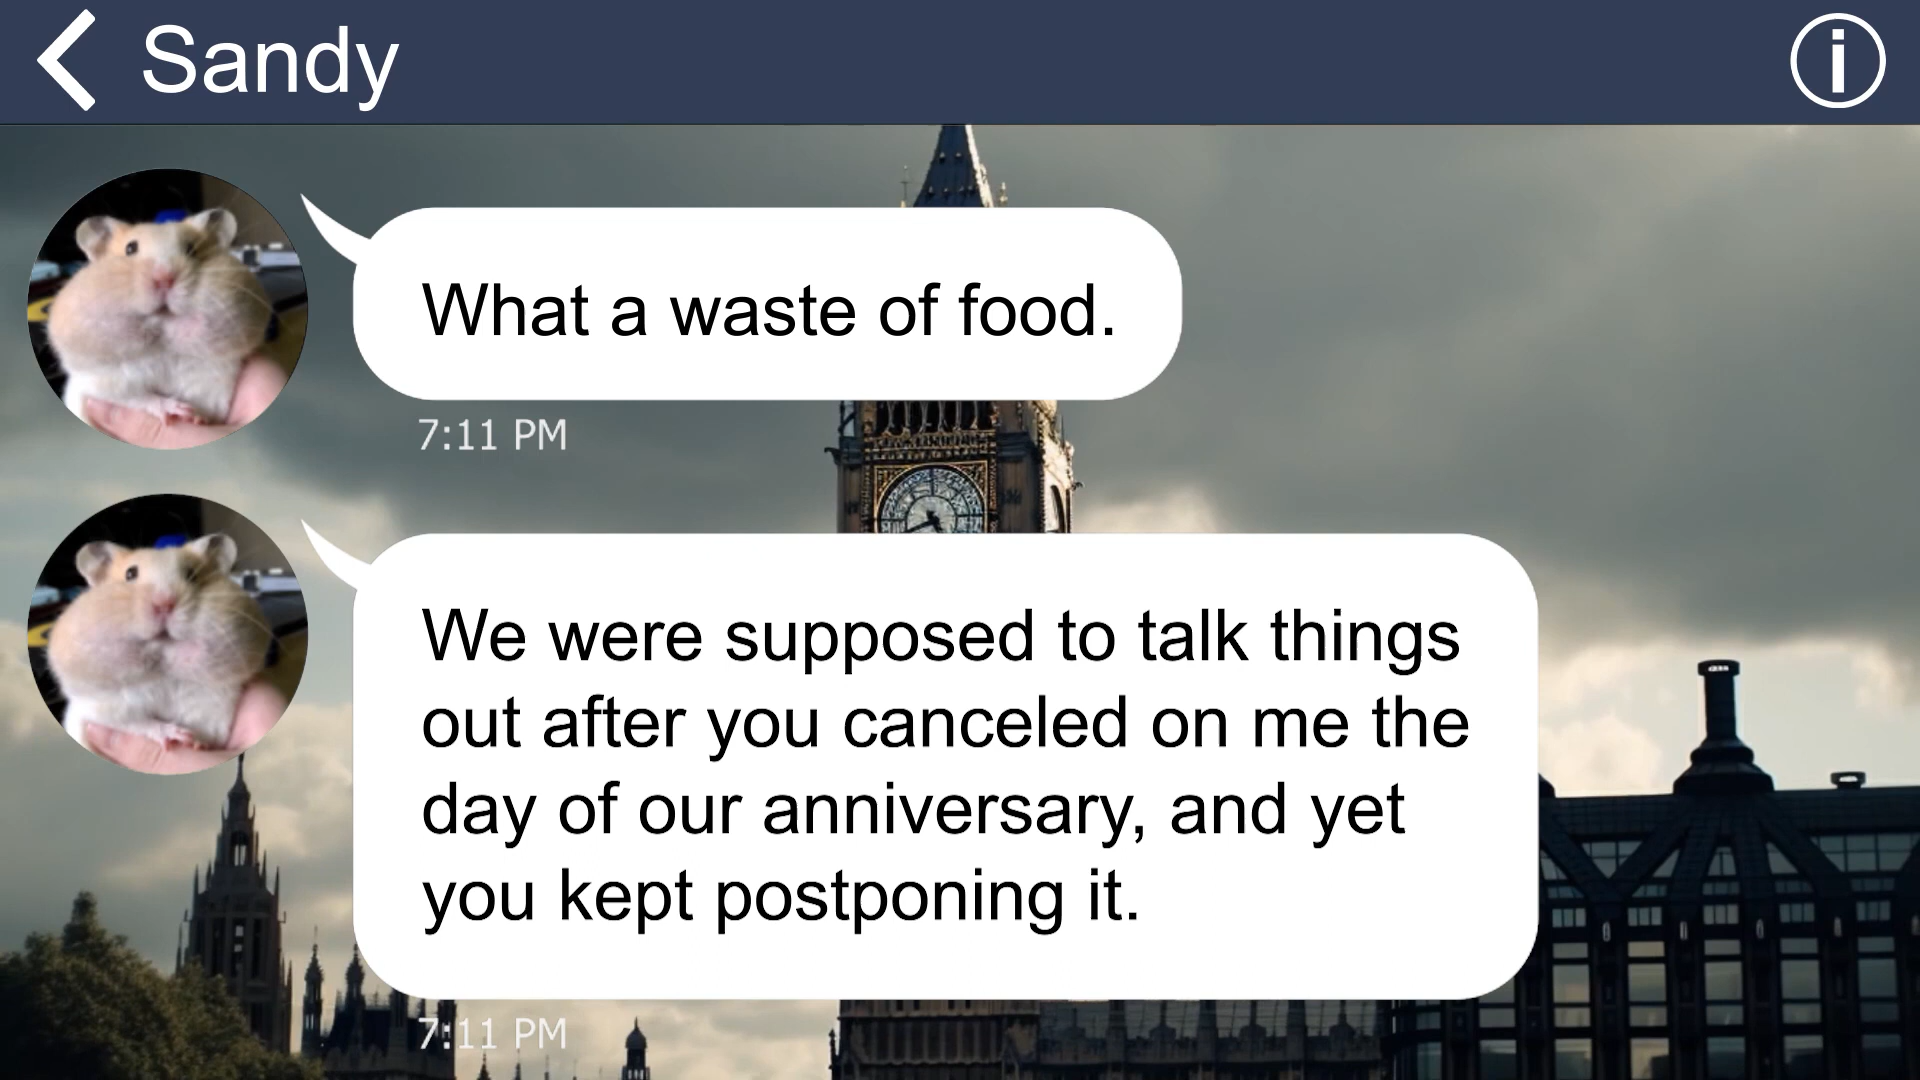 Sandy
What a waste of food.
7:11 PM
We were supposed to talk things
out after you canceled on me the
day of our anniversary, and yet
you kept postponing it.
7:11 PM